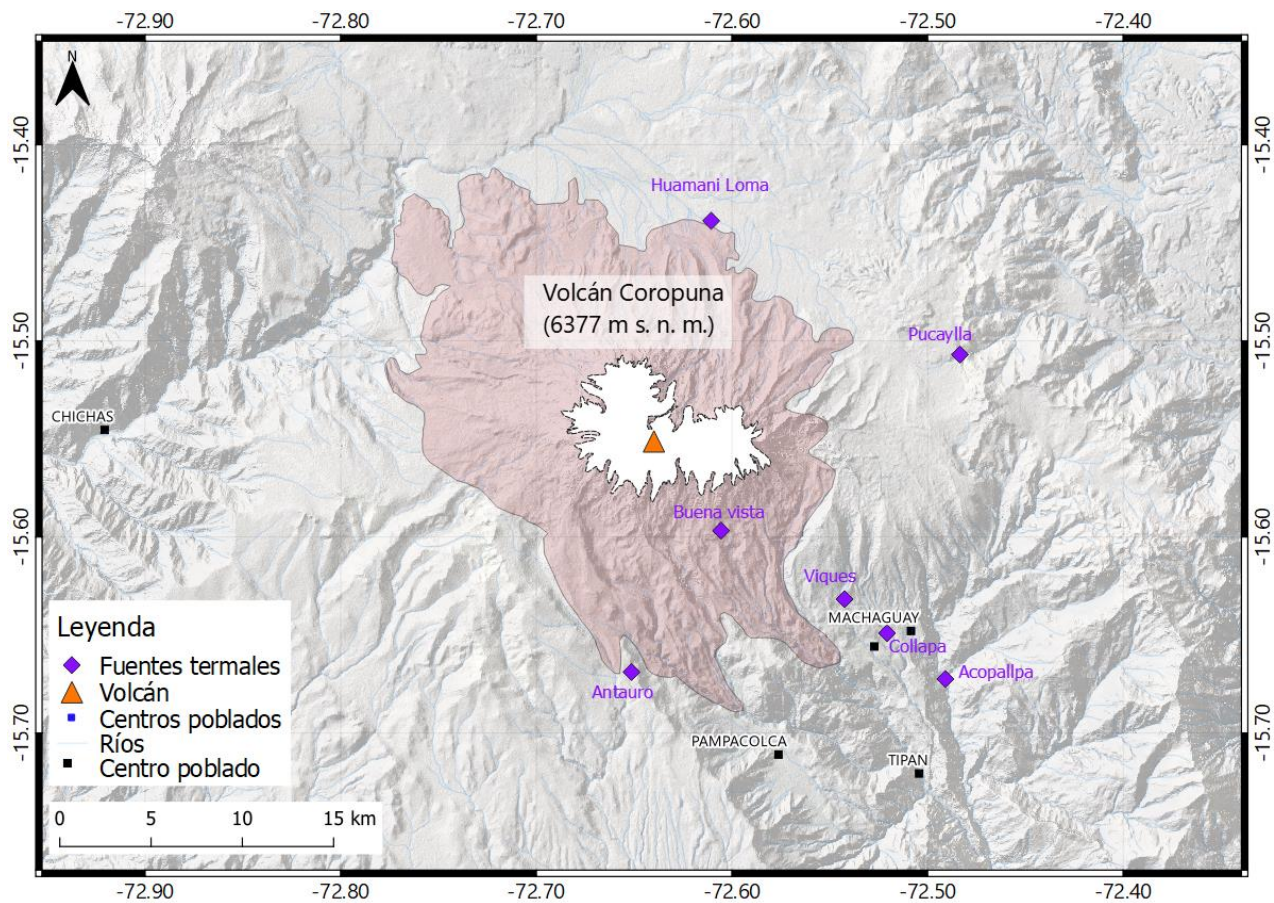 -72.90 -72.80 -72.70 -72.60 -72.50 -72.40
N
-15.40 -15.40
Huamani Loma
Volcán Coropuna
(6377 m s. n. m.)
-15.50 -15.50
Pucaylla
CHICHAS
Buena vista
-15.60 -15.60
Viques
MACHAGUAY
Collapa
Acopallpa
Antauro
-15.70 -15.70
PAMPACOLCA
TIPAN
Leyenda
Fuentes termales
Volcán
Centros poblados
Ríos
Centro poblado
0 5 10 15 km
-72.90 -72.80 -72.70 -72.60 -72.50 -72.40